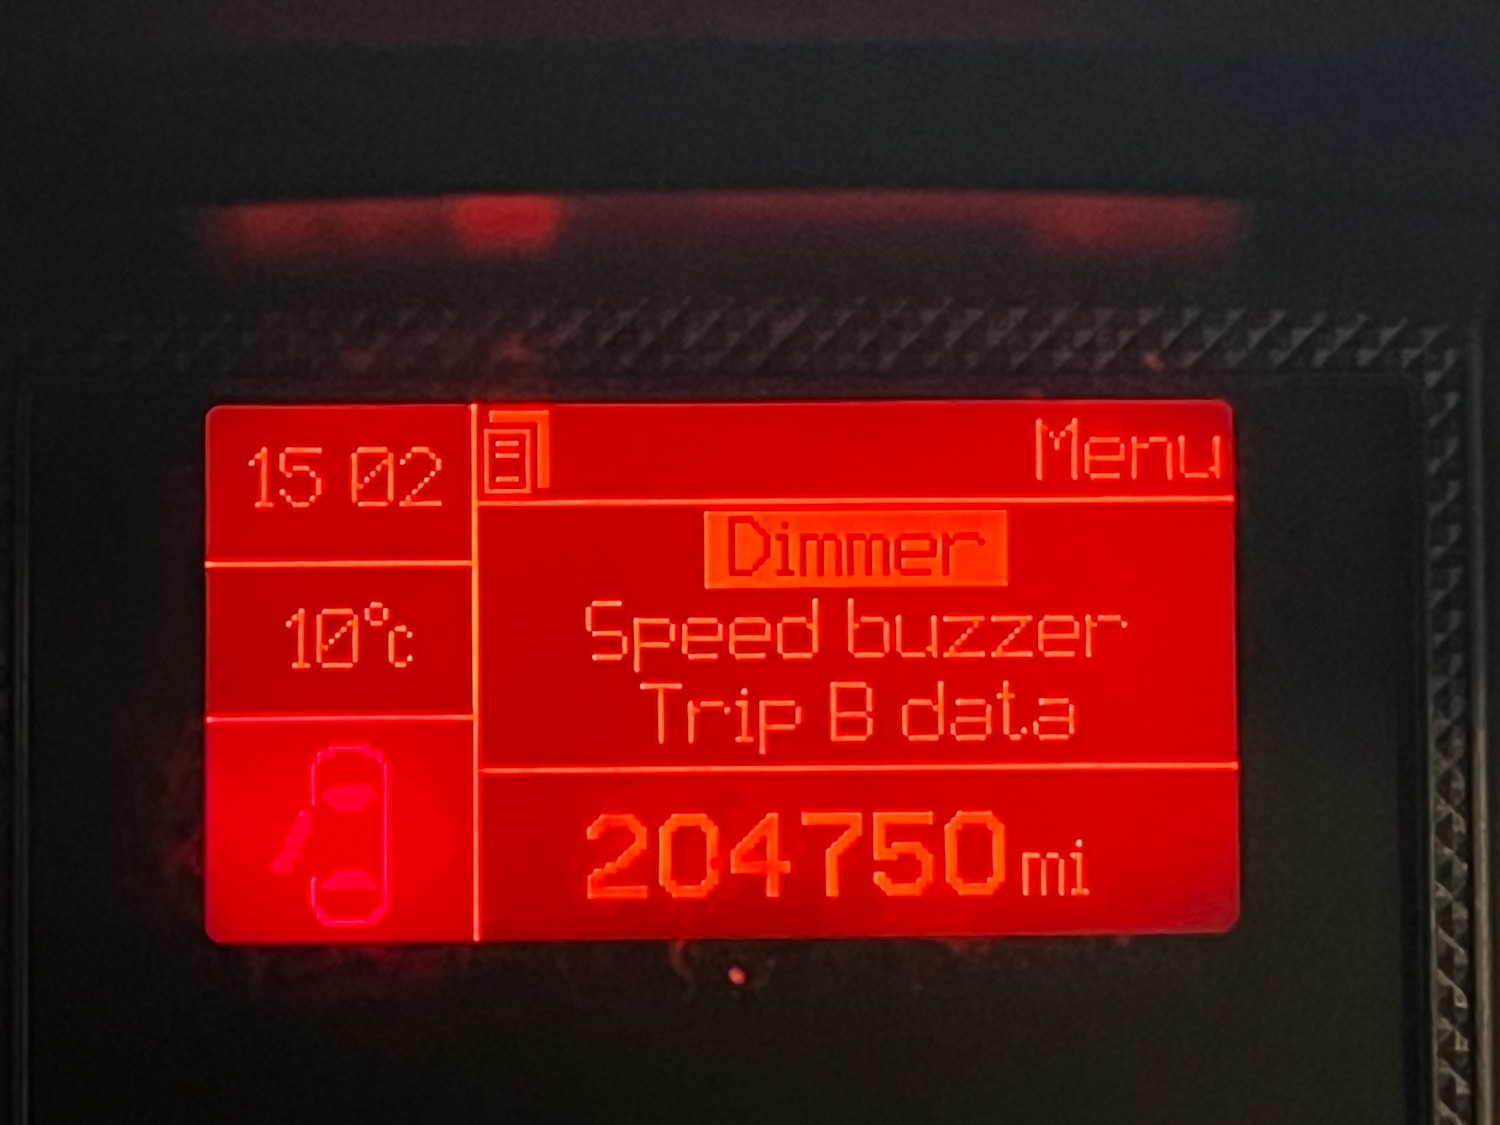 15 02
Menu
10°c
Dimmer
Speed buzzer
Trip B data
204750 mi